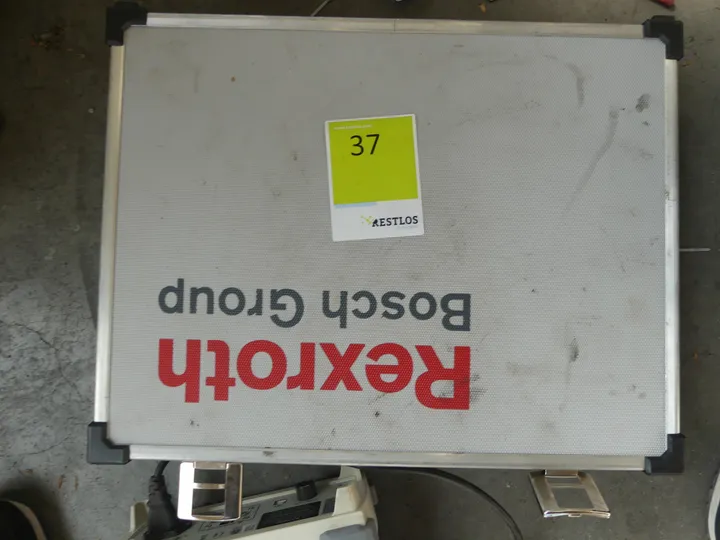 37
RESTLOS
Rexroth
Bosch Group